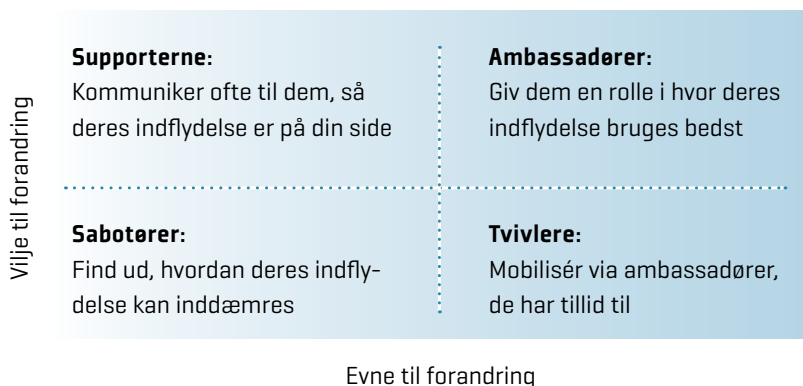 Supporterne:
Kommuniker ofte til dem, så
deres indflydelse er på din side
Ambassadører:
Giv dem en rolle i hvor deres
indflydelse bruges bedst
Sabotører:
Find ud, hvordan deres indfly-
delse kan inddæmres
Tvivlere:
Mobilisér via ambassadører,
de har tillid til
Vilje til forandring
Evne til forandring